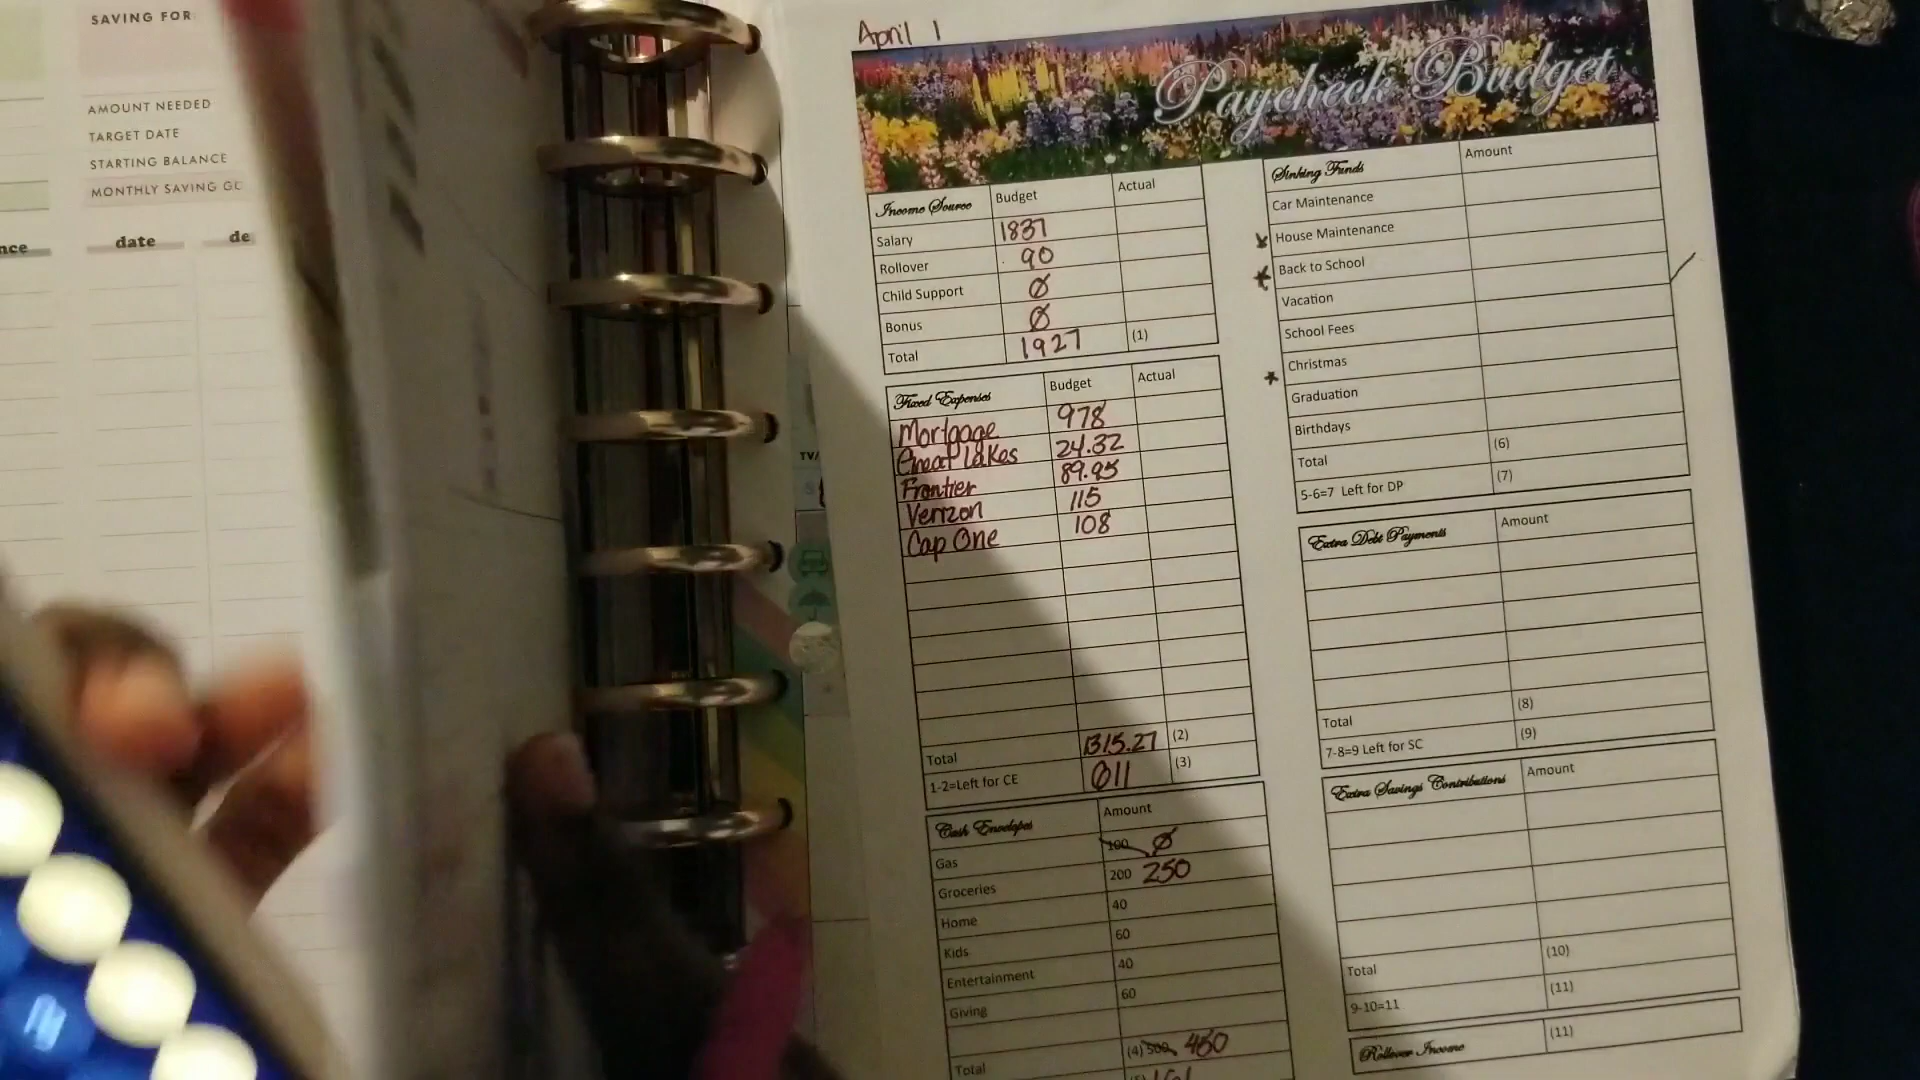 SAVING FOR
AMOUNT NEEDED
TARGET DATE
STARTING BALANCE
MONTHLY SAVING
nce date de
TV/
April 1
Paycheck Budget
Income Source Budget Actual
Salary 1837
Rollover 90
Child Support Ø
Bonus Ø
Total 1927 (1)
Fixed Expenses Budget Actual
Mortgage 978
Great Lakes 24.32
Frontier 89.95
Verizon 115
Cap One 108
Total 1315.27 (2)
1-2=Left for CE 611 (3)
Cash Envelopes Amount
Gas 100 Ø
Groceries 200 250
Home 40
Kids 60
Entertainment 40
Giving 60
Total (4) 500 450
Sinking Funds Amount
Car Maintenance
House Maintenance
Back to School
Vacation
School Fees
Christmas
Graduation
Birthdays
Total (6)
5-6=7 Left for DP (7)
Extra Debt Payments Amount
Total (8)
7-8=9 Left for SC (9)
Extra Savings Contributions Amount
Total (10)
9-10=11 (11)
Rollover Income (11)